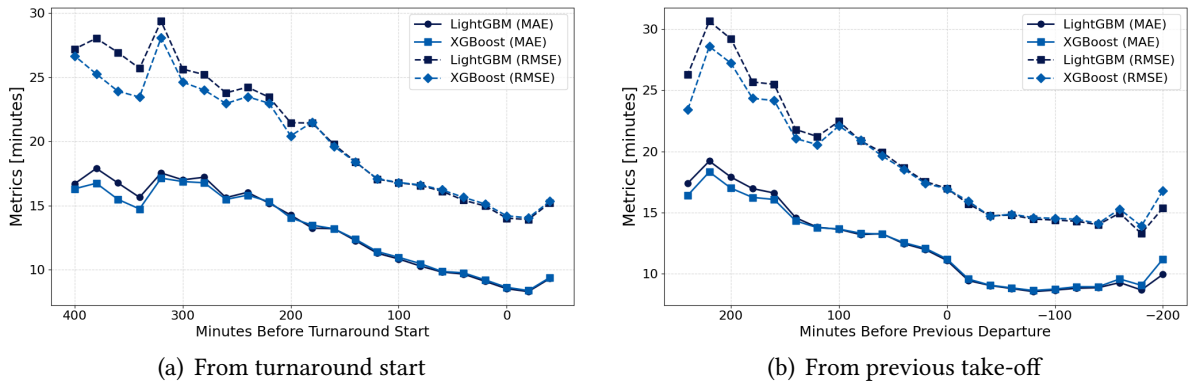 30
25
20
15
10
Metrics [minutes]
400
300
200
100
0
Minutes Before Turnaround Start
LightGBM (MAE)
XGBoost (MAE)
LightGBM (RMSE)
XGBoost (RMSE)
(a) From turnaround start
30
25
20
15
10
Metrics [minutes]
200
100
0
−100
−200
Minutes Before Previous Departure
LightGBM (MAE)
XGBoost (MAE)
LightGBM (RMSE)
XGBoost (RMSE)
(b) From previous take-off